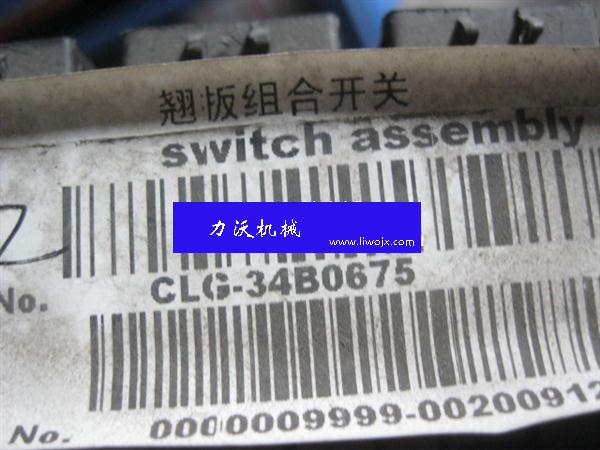 翘板组合开关
switch assembly
力沃机械
www.liwojx.com
No. CLG-34B0675
No. 0000009999-00200912